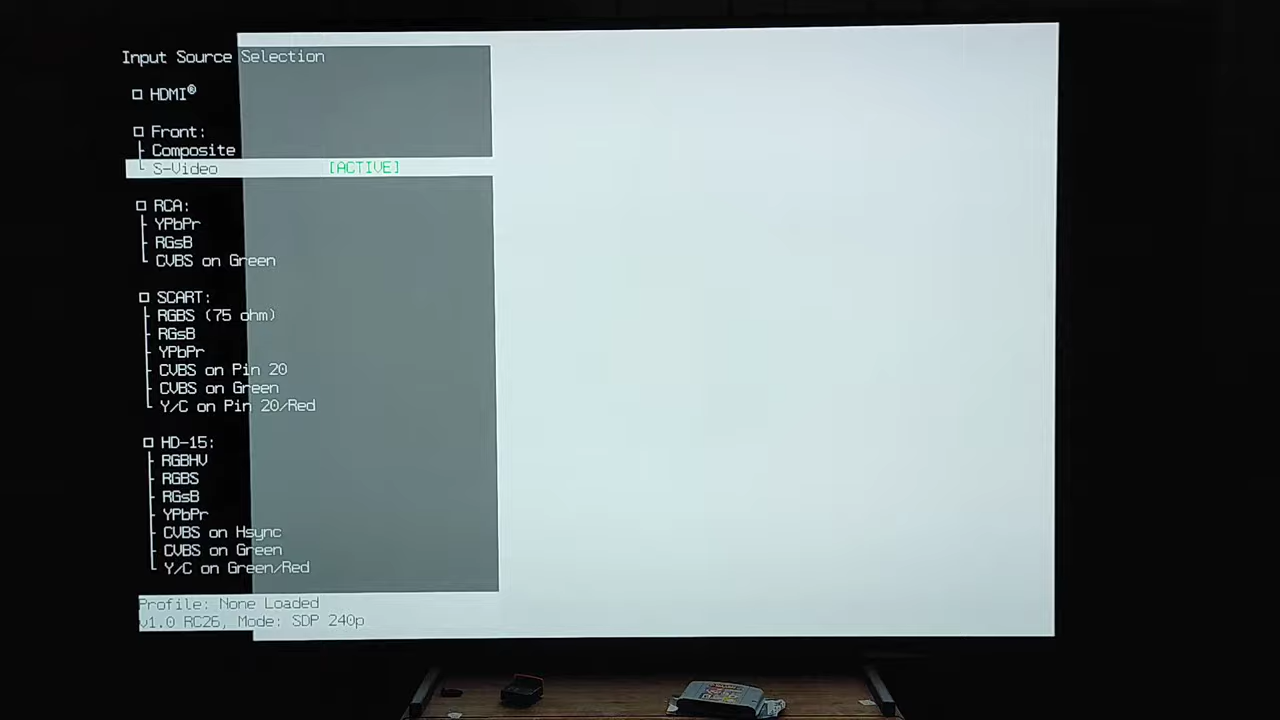 Input Source Selection
HDMI®
Front:
Composite
S-Video [ACTIVE]
RCA:
YPbPr
RGsB
CVBS on Green
SCART:
RGBS (75 ohm)
RGsB
YPbPr
CVBS on Pin 20
CVBS on Green
Y/C on Pin 20/Red
HD-15:
RGBHV
RGBS
RGsB
YPbPr
CVBS on Hsync
CVBS on Green
Y/C on Green/Red
Profile: None Loaded
v1.0 RC26, Mode: SDP 240p